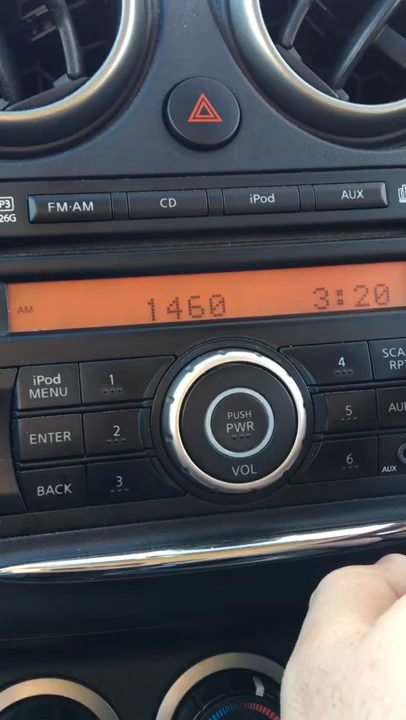 FM·AM CD iPod AUX
26G
AM 1460 3:20
iPod MENU 1 4
ENTER 2 PUSH PWR 5
BACK 3 VOL 6 AUX